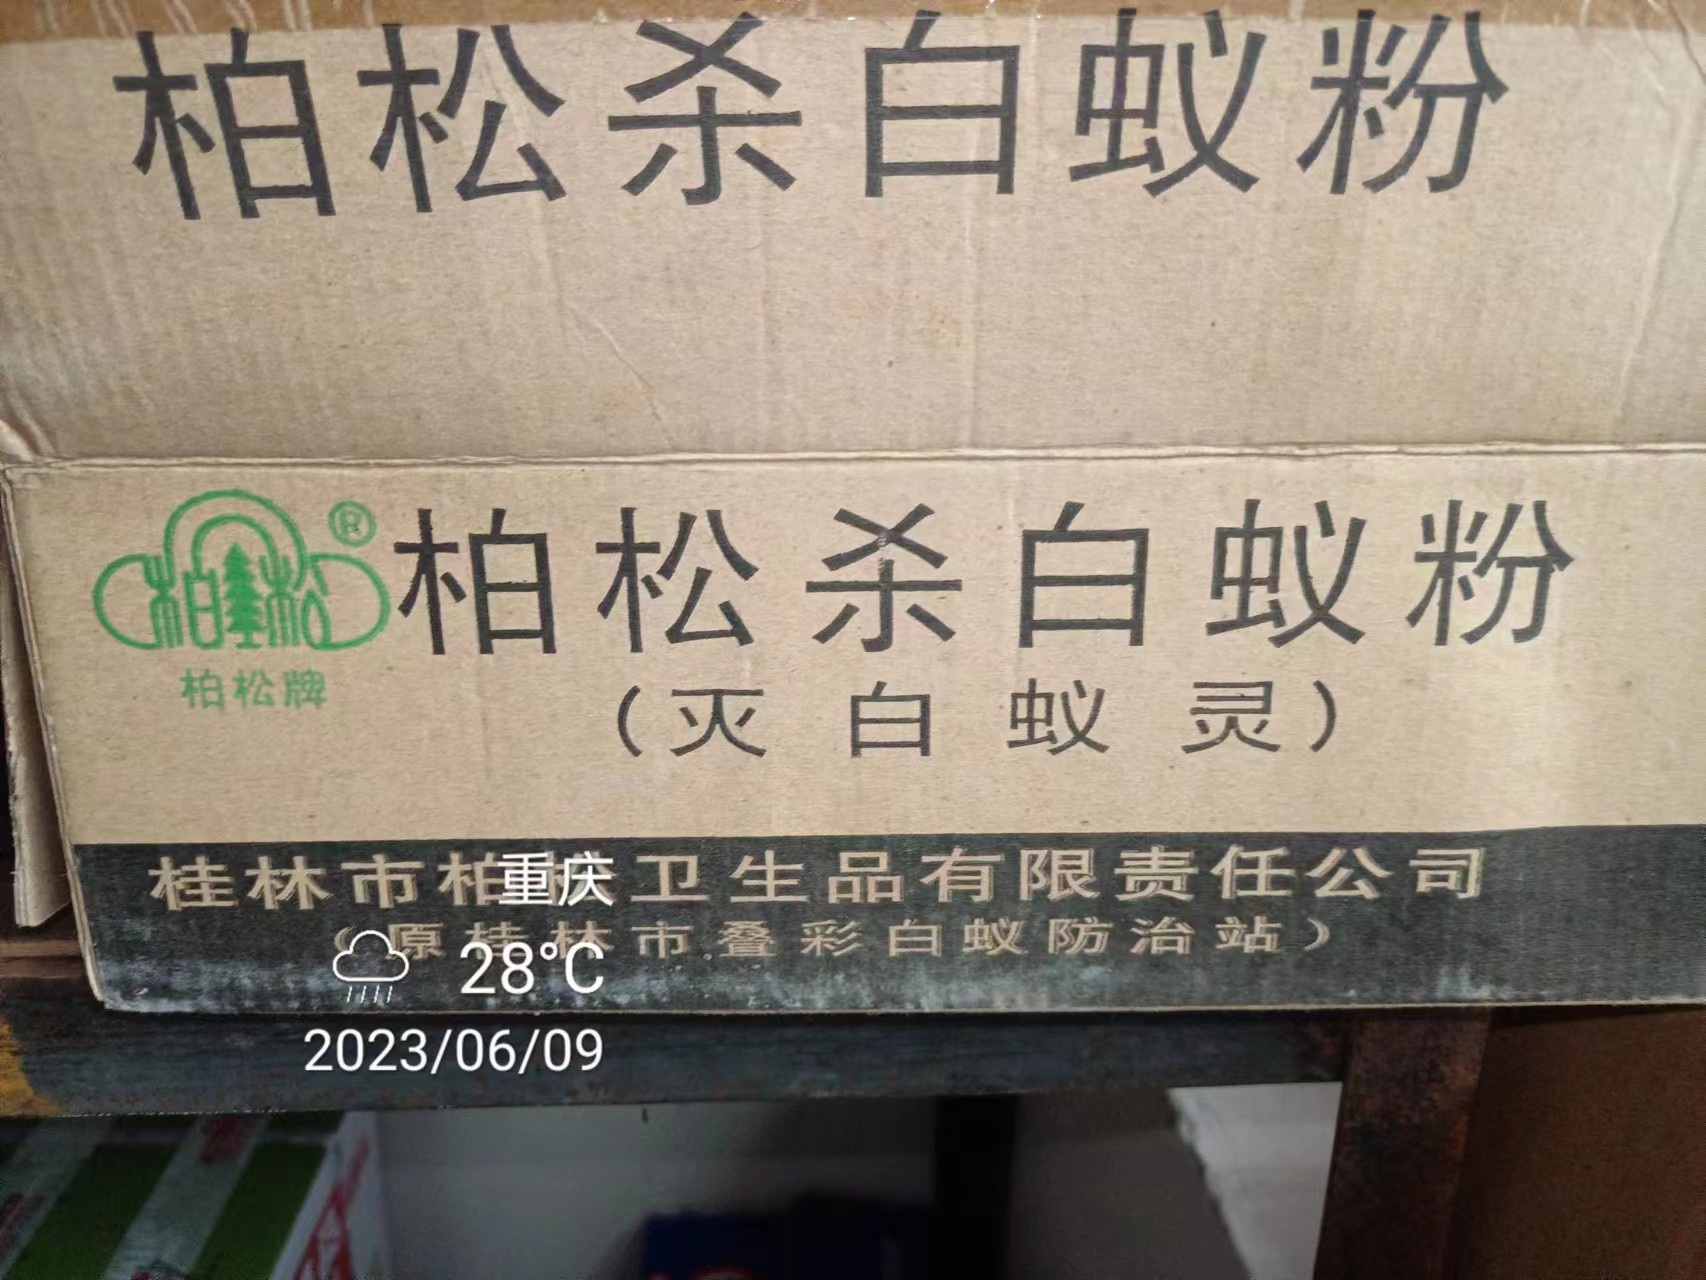 柏松杀白蚁粉
柏松
®
柏松牌
柏松杀白蚁粉
(灭白蚁灵)
桂林市柏 卫生品有限责任公司
(原桂林市叠彩白蚁防治站)
重庆
28°C
2023/06/09